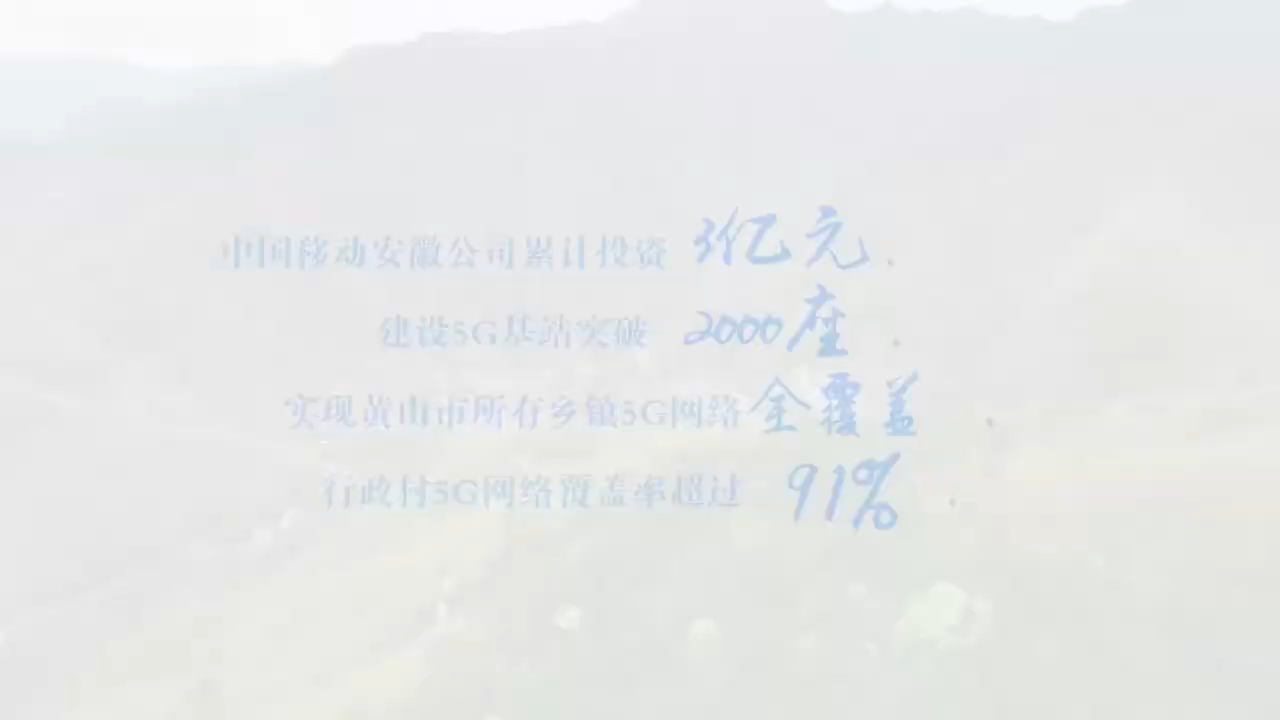 中国移动安徽公司累计投资 3亿元
建设5G基站突破 2000座
实现黄山市所有乡镇5G网络全覆盖
行政村5G网络覆盖率超过 91%